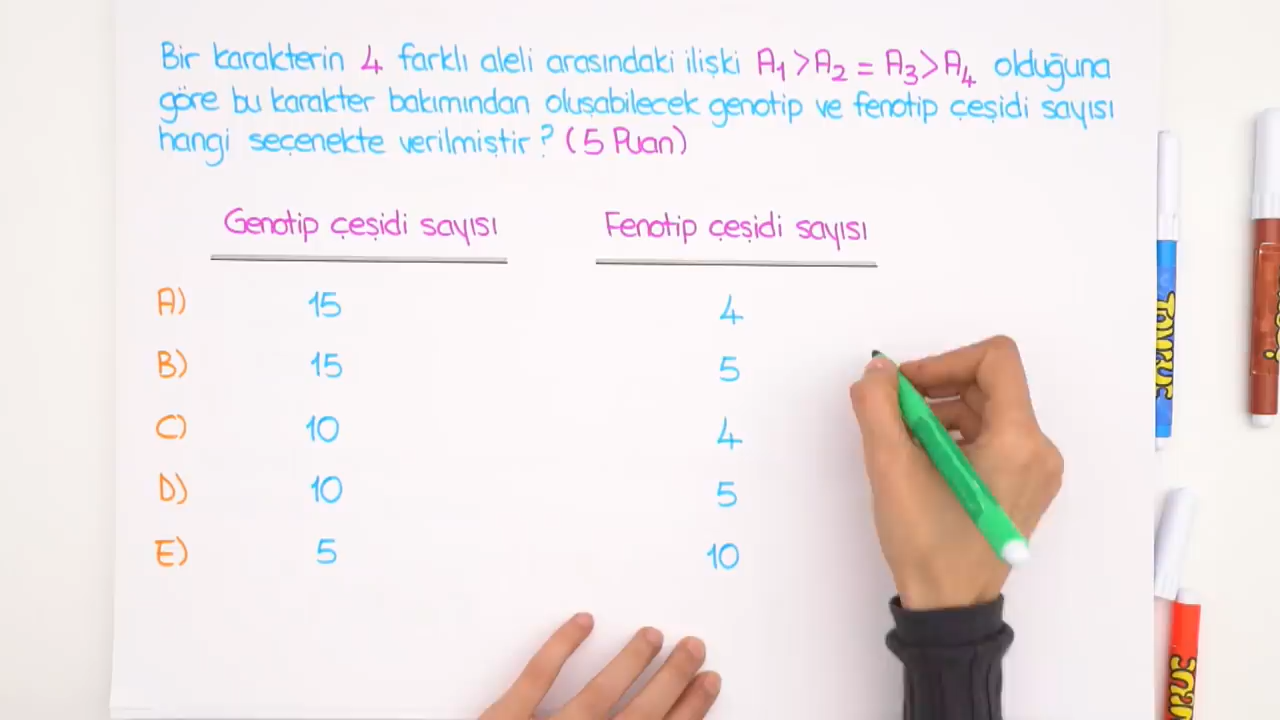 Bir karakterin 4 farklı aleli arasındaki ilişki A₁>A₂=A₃>A₄ olduğuna
göre bu karakter bakımından oluşabilecek genotip ve fenotip çeşidi sayısı
hangi seçenekte verilmiştir? (5 Puan)
Genotip çeşidi sayısı Fenotip çeşidi sayısı
A) 15 4
B) 15 5
C) 10 4
D) 10 5
E) 5 10